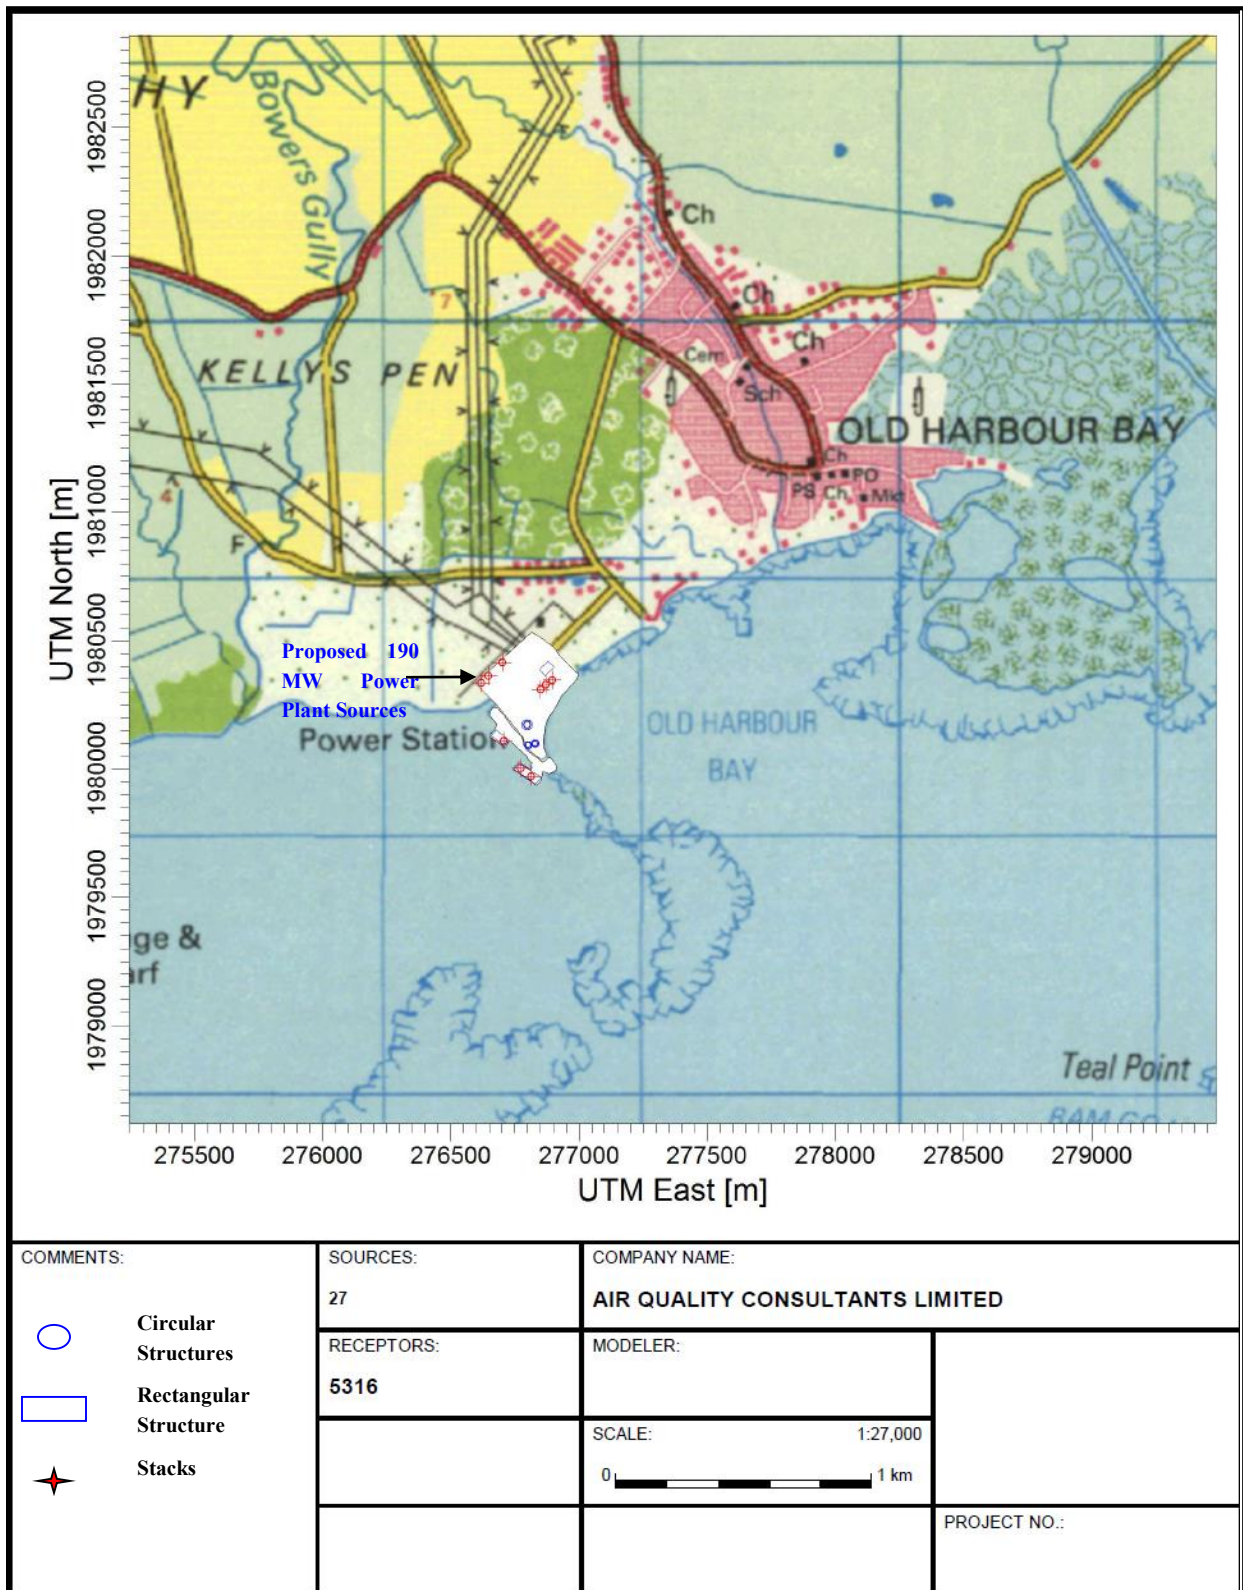 HY
Bowers Gully
Ch
7
Ch
KELLYS PEN
Cem
Ch
Sch
OLD HARBOUR BAY
Ch
PS Ch. PO
Mkt
4
F
Proposed 190
MW Power
Plant Sources
Power Station
OLD HARBOUR
BAY
ge &
arf
Teal Point
UTM North [m]
1982500
1982000
1981500
1981000
1980500
1980000
1979500
1979000
275500 276000 276500 277000 277500 278000 278500 279000
UTM East [m]
COMMENTS:
Circular
Structures
Rectangular
Structure
Stacks
SOURCES:
27
COMPANY NAME:
AIR QUALITY CONSULTANTS LIMITED
RECEPTORS:
5316
MODELER:
SCALE: 1:27,000
0 1 km
PROJECT NO.: